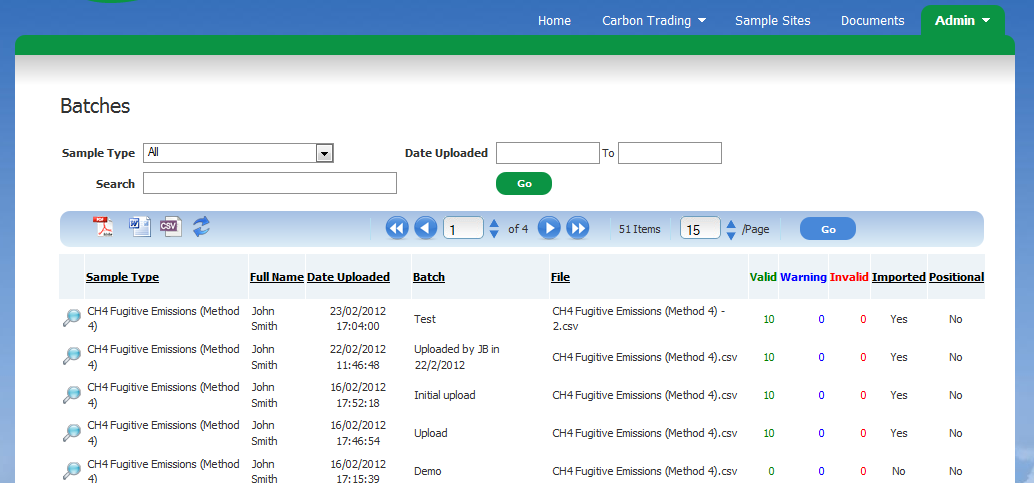 Home Carbon Trading Sample Sites Documents Admin
Batches
Sample Type All Date Uploaded To
Search Go
PDF W CSV 1 of 4 51 Items 15 /Page Go
Sample Type Full Name Date Uploaded Batch File Valid Warning Invalid Imported Positional
CH4 Fugitive Emissions (Method John 23/02/2012 Test CH4 Fugitive Emissions (Method 4) - 10 0 0 Yes No
4) Smith 17:04:00 2.csv
CH4 Fugitive Emissions (Method John 22/02/2012 Uploaded by JB in CH4 Fugitive Emissions (Method 4).csv 10 0 0 Yes No
4) Smith 11:46:48 22/2/2012
CH4 Fugitive Emissions (Method John 16/02/2012 Initial upload CH4 Fugitive Emissions (Method 4).csv 10 0 0 Yes No
4) Smith 17:52:18
CH4 Fugitive Emissions (Method John 16/02/2012 Upload CH4 Fugitive Emissions (Method 4).csv 10 0 0 Yes No
4) Smith 17:46:54
CH4 Fugitive Emissions (Method John 16/02/2012 Demo CH4 Fugitive Emissions (Method 4).csv 0 0 0 No No
4) Smith 17:15:39